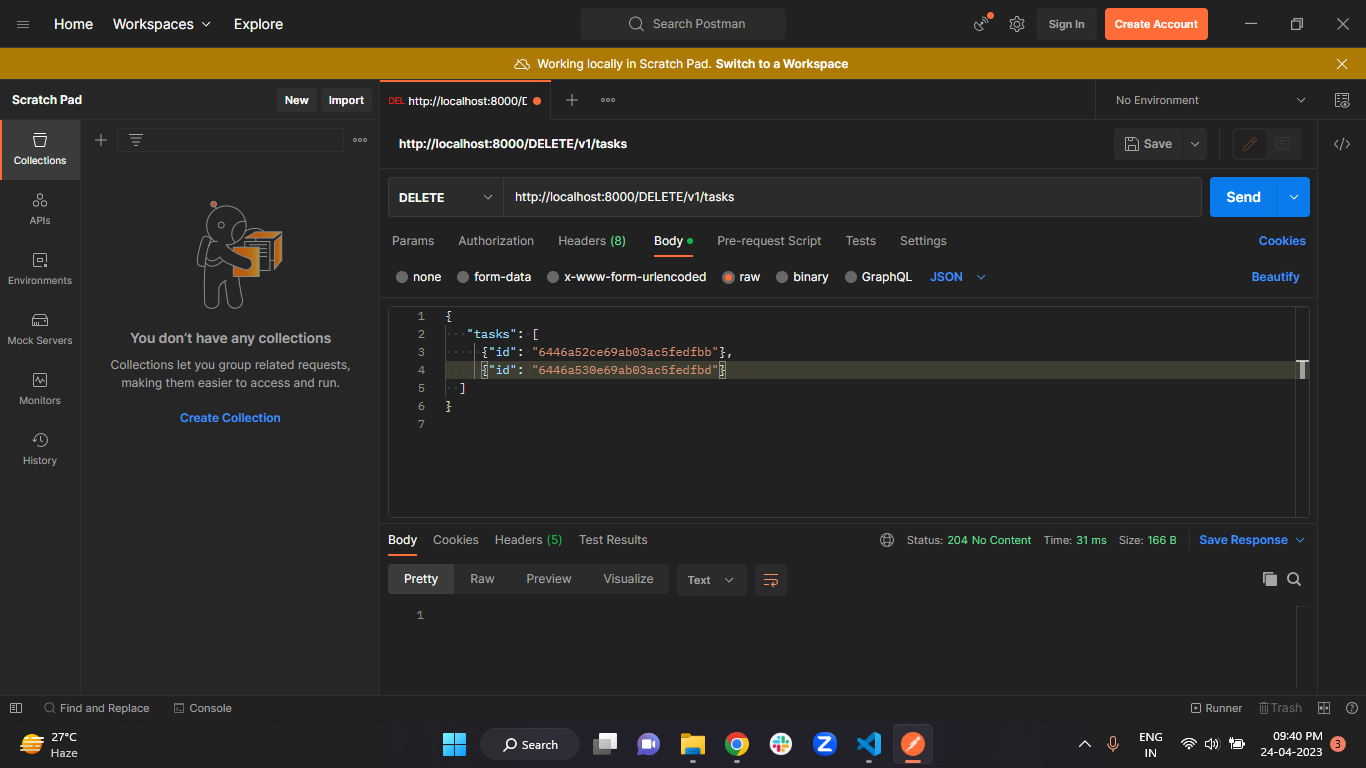 Home Workspaces Explore Search Postman Sign In Create Account
Working locally in Scratch Pad. Switch to a Workspace
Scratch Pad New Import DEL http://localhost:8000/D No Environment
Collections
APIs
Environments
Mock Servers
Monitors
History
You don't have any collections
Collections let you group related requests,
making them easier to access and run.
Create Collection
http://localhost:8000/DELETE/v1/tasks Save
DELETE http://localhost:8000/DELETE/v1/tasks Send
Params Authorization Headers (8) Body Pre-request Script Tests Settings Cookies
none form-data x-www-form-urlencoded raw binary GraphQL JSON Beautify
1 {
2 "tasks": [
3 {"id": "6446a52ce69ab03ac5fedfbb"},
4 {"id": "6446a530e69ab03ac5fedfbd"}
5 ]
6 }
7
Body Cookies Headers (5) Test Results Status: 204 No Content Time: 31 ms Size: 166 B Save Response
Pretty Raw Preview Visualize Text
1
Find and Replace Console Runner Trash
27°C
Haze
Search
ENG
IN
09:40 PM
24-04-2023
3